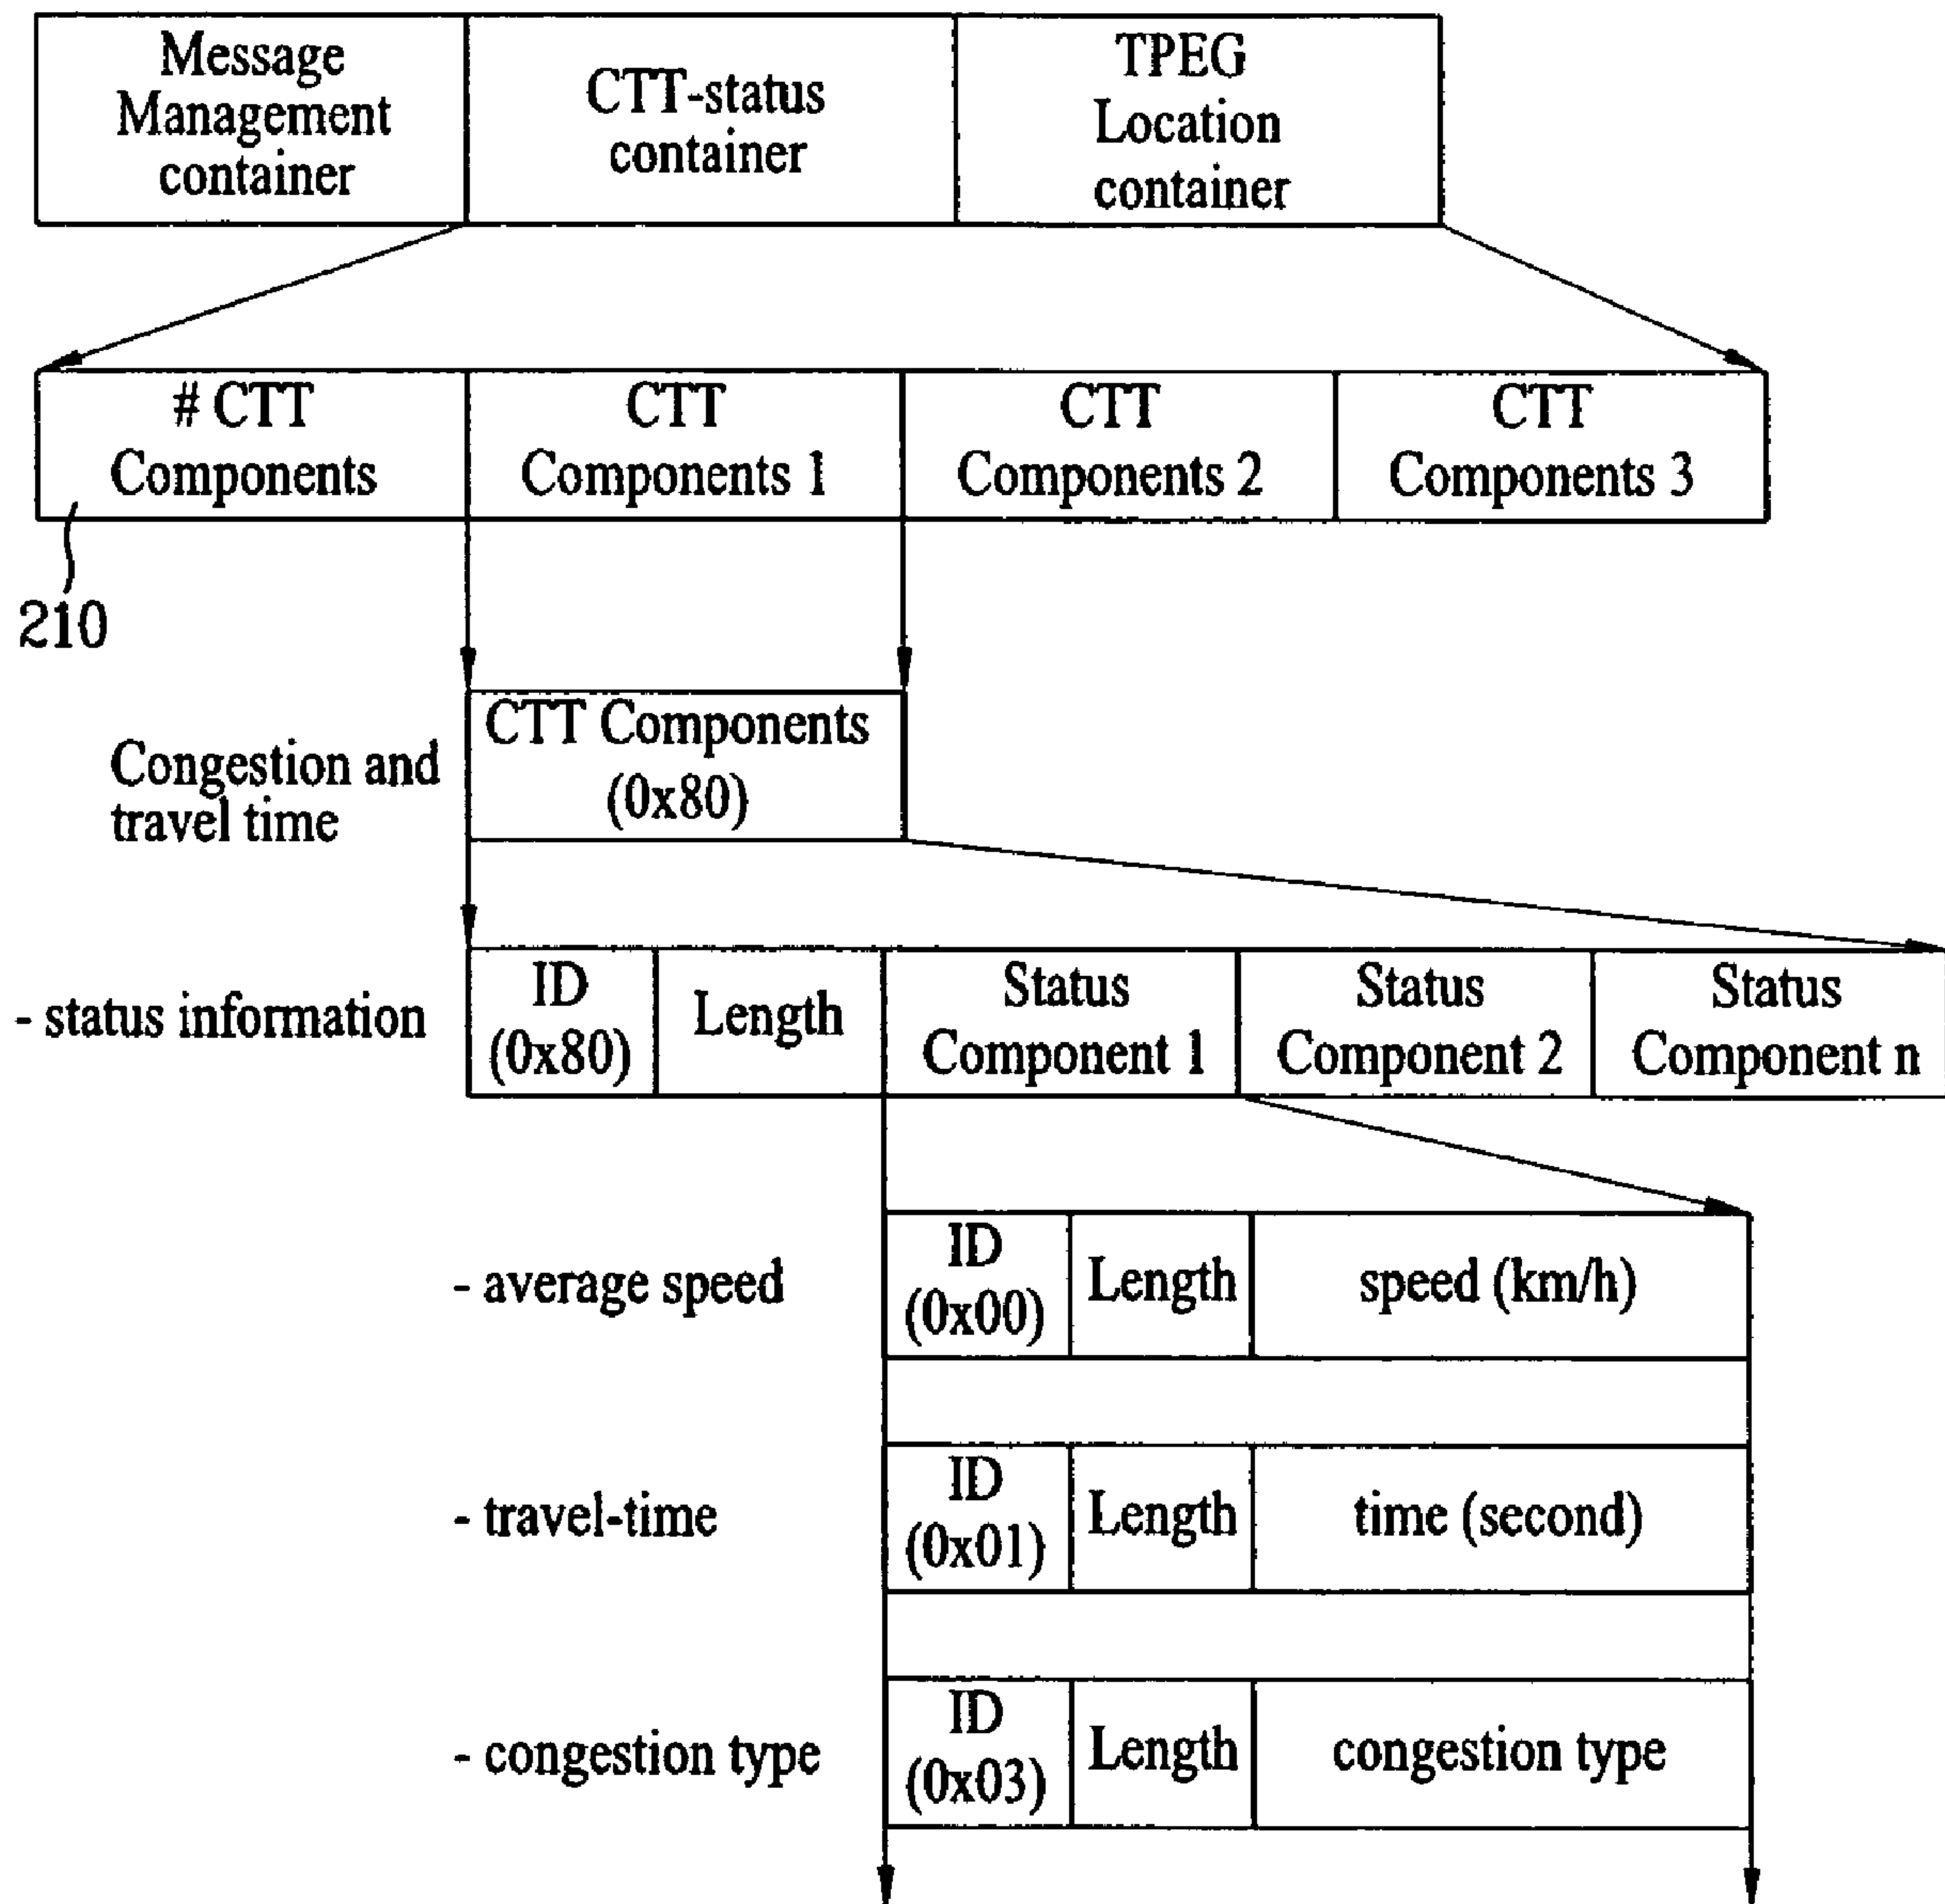 Message
Management
container
CTT-status
container
TPEG
Location
container
# CTT
Components
CTT
Components 1
CTT
Components 2
CTT
Components 3
210
Congestion and
travel time
CTT Components
(0x80)
- status information
ID
(0x80)
Length
Status
Component 1
Status
Component 2
Status
Component n
- average speed
ID
(0x00)
Length
speed (km/h)
- travel-time
ID
(0x01)
Length
time (second)
- congestion type
ID
(0x03)
Length
congestion type